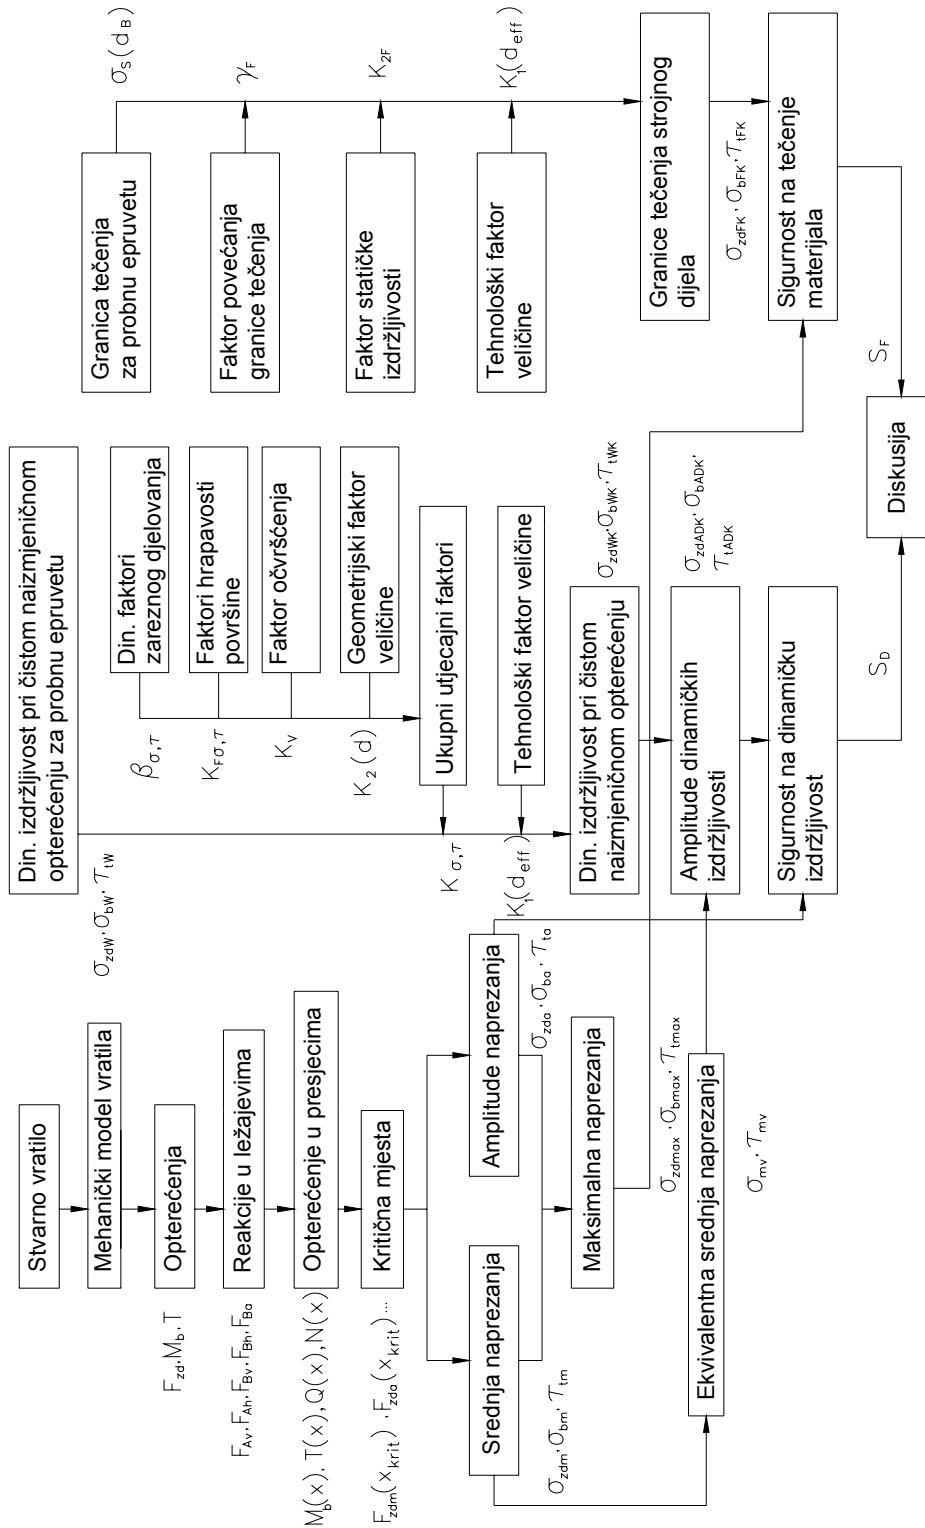 Stvarno vratilo
Mehanički model vratila
Opterećenja
F_zd, M_b, T
Reakcije u ležajevima
F_Av, F_Ah, F_Bv, F_Bh, F_Ba
Opterećenje u presjecima
M_b(x), T(x), Q(x), N(x)
Kritična mjesta
F_zdm(x_krit), F_zda(x_krit)...
Srednja naprezanja
σ_zdm, σ_bm, τ_tm
Amplitude naprezanja
σ_zda, σ_ba, τ_ta
Maksimalna naprezanja
σ_zdmax, σ_bmax, τ_tmax
Ekvivalentna srednja naprezanja
σ_mv, τ_mv
Din. izdržljivost pri čistom naizmjeničnom
opterećenju za probnu epruvetu
σ_zdW, σ_bW, τ_tW
Din. faktori
zareznog djelovanja
β_σ,τ
Faktori hrapavosti
površine
K_Fσ,τ
Faktor očvršćenja
K_V
Geometrijski faktor
veličine
K_2(d)
Ukupni utjecajni faktori
K_σ,τ
Tehnološki faktor veličine
K_1(d_eff)
Din. izdržljivost pri čistom
naizmjeničnom opterećenju
σ_zdWK, σ_bWK, τ_tWK
Amplitude dinamičkih
izdržljivosti
σ_zdADK, σ_bADK,
τ_tADK
Sigurnost na dinamičku
izdržljivost
S_D
Granica tečenja
za probnu epruvetu
σ_S(d_B)
Faktor povećanja
granice tečenja
γ_F
Faktor statičke
izdržljivosti
K_2F
Tehnološki faktor
veličine
K_1(d_eff)
Granice tečenja strojnog
dijela
σ_zdFK, σ_bFK, τ_tFK
Sigurnost na tečenje
materijala
S_F
Diskusija